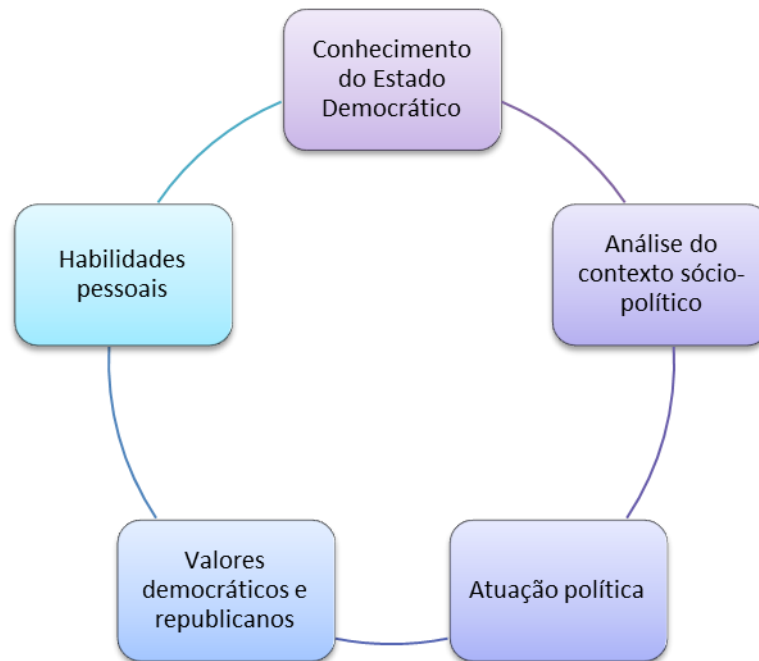 Conhecimento
do Estado
Democrático
Análise do
contexto sócio-
político
Atuação política
Valores
democráticos e
republicanos
Habilidades
pessoais